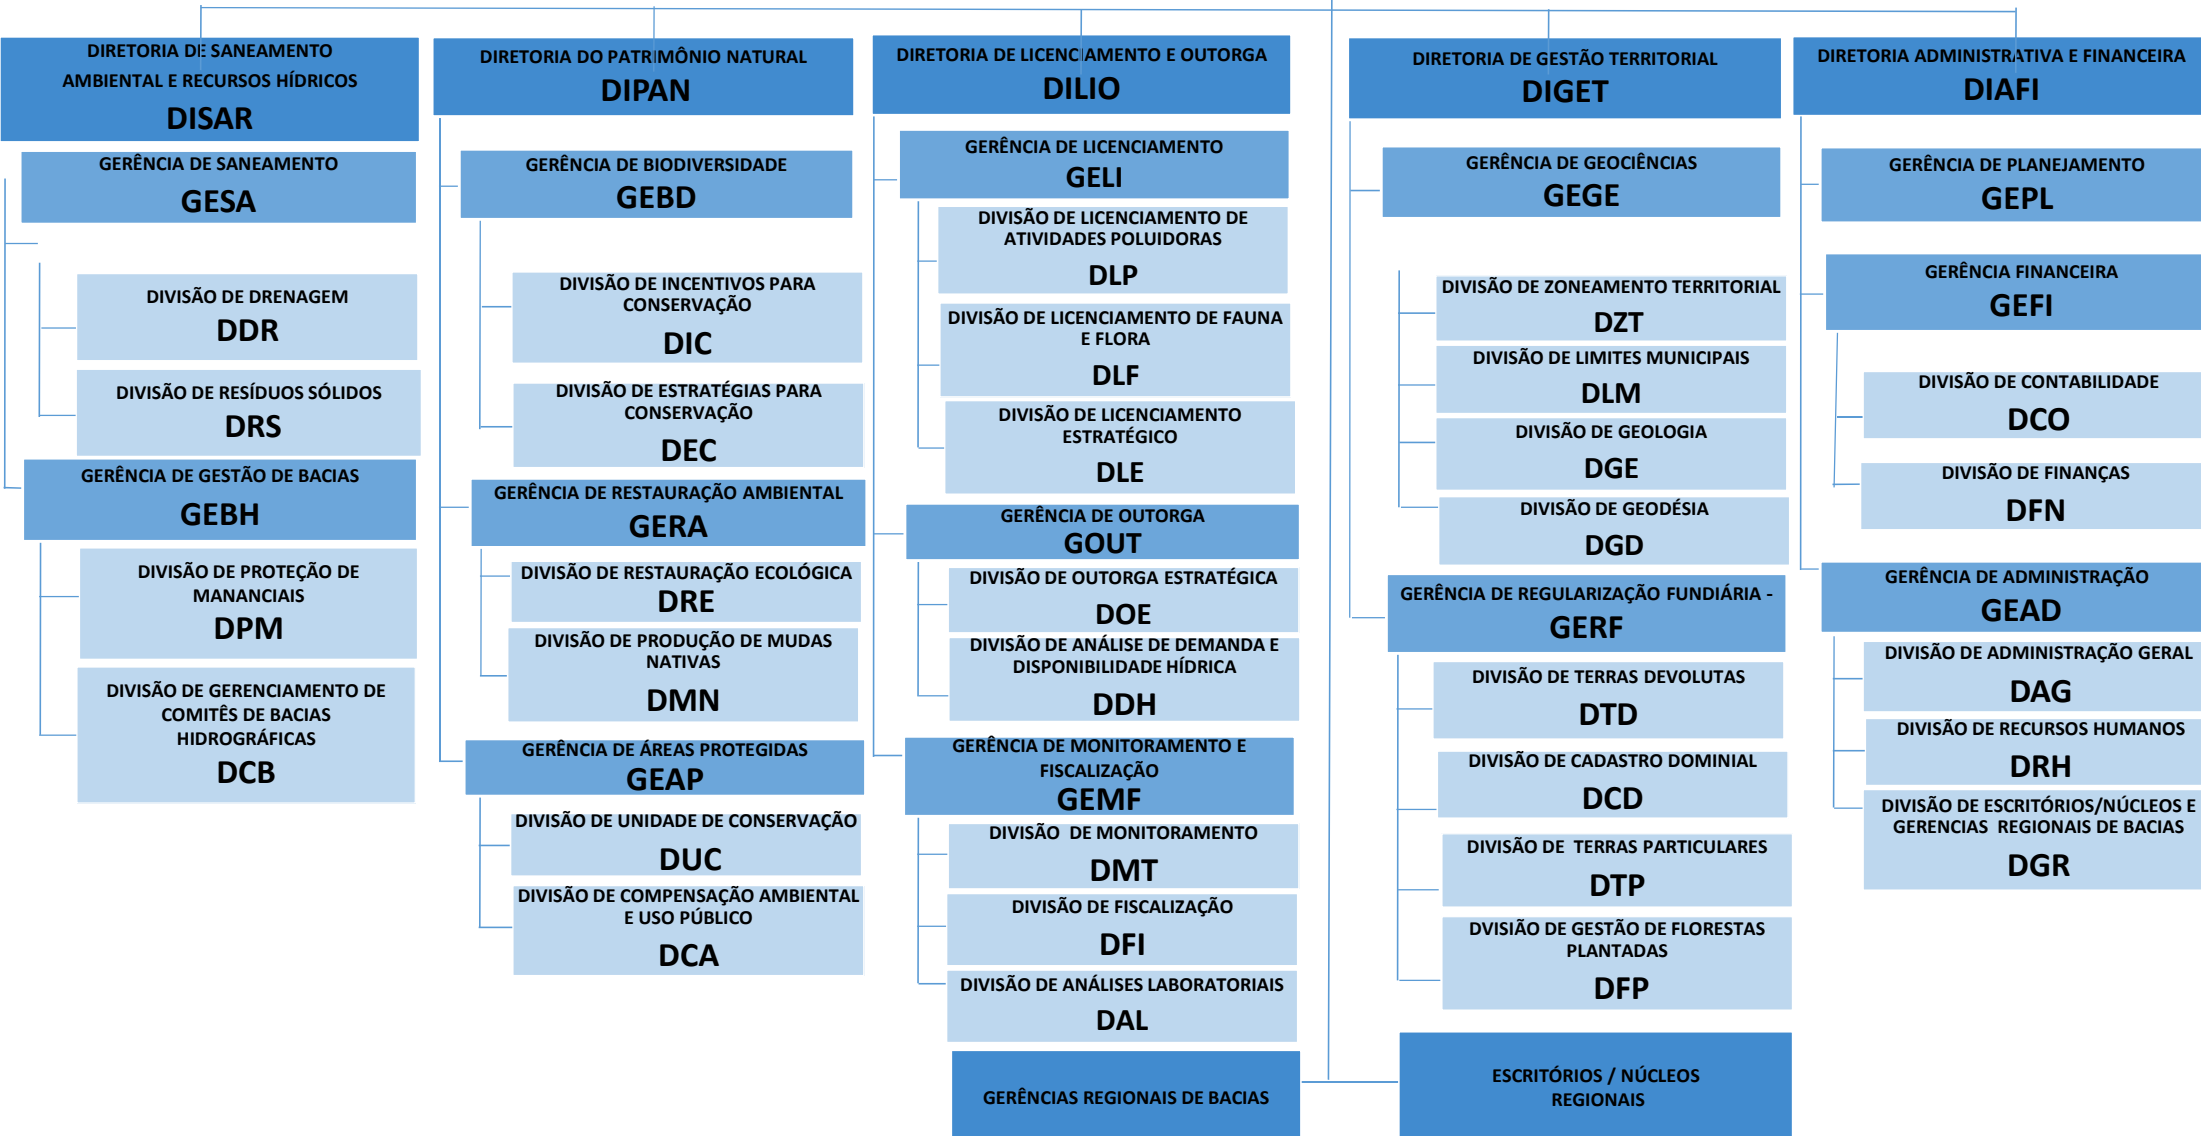 DIRETORIA DE SANEAMENTO
AMBIENTAL E RECURSOS HÍDRICOS
DISAR
GERÊNCIA DE SANEAMENTO
GESA
DIVISÃO DE DRENAGEM
DDR
DIVISÃO DE RESÍDUOS SÓLIDOS
DRS
GERÊNCIA DE GESTÃO DE BACIAS
GEBH
DIVISÃO DE PROTEÇÃO DE
MANANCIAIS
DPM
DIVISÃO DE GERENCIAMENTO DE
COMITÊS DE BACIAS
HIDROGRÁFICAS
DCB
DIRETORIA DO PATRIMÔNIO NATURAL
DIPAN
GERÊNCIA DE BIODIVERSIDADE
GEBD
DIVISÃO DE INCENTIVOS PARA
CONSERVAÇÃO
DIC
DIVISÃO DE ESTRATÉGIAS PARA
CONSERVAÇÃO
DEC
GERÊNCIA DE RESTAURAÇÃO AMBIENTAL
GERA
DIVISÃO DE RESTAURAÇÃO ECOLÓGICA
DRE
DIVISÃO DE PRODUÇÃO DE MUDAS
NATIVAS
DMN
GERÊNCIA DE ÁREAS PROTEGIDAS
GEAP
DIVISÃO DE UNIDADE DE CONSERVAÇÃO
DUC
DIVISÃO DE COMPENSAÇÃO AMBIENTAL
E USO PÚBLICO
DCA
DIRETORIA DE LICENCIAMENTO E OUTORGA
DILIO
GERÊNCIA DE LICENCIAMENTO
GELI
DIVISÃO DE LICENCIAMENTO DE
ATIVIDADES POLUIDORAS
DLP
DIVISÃO DE LICENCIAMENTO DE FAUNA
E FLORA
DLF
DIVISÃO DE LICENCIAMENTO
ESTRATÉGICO
DLE
GERÊNCIA DE OUTORGA
GOUT
DIVISÃO DE OUTORGA ESTRATÉGICA
DOE
DIVISÃO DE ANÁLISE DE DEMANDA E
DISPONIBILIDADE HÍDRICA
DDH
GERÊNCIA DE MONITORAMENTO E
FISCALIZAÇÃO
GEMF
DIVISÃO DE MONITORAMENTO
DMT
DIVISÃO DE FISCALIZAÇÃO
DFI
DIVISÃO DE ANÁLISES LABORATORIAIS
DAL
GERÊNCIAS REGIONAIS DE BACIAS
DIRETORIA DE GESTÃO TERRITORIAL
DIGET
GERÊNCIA DE GEOCIÊNCIAS
GEGE
DIVISÃO DE ZONEAMENTO TERRITORIAL
DZT
DIVISÃO DE LIMITES MUNICIPAIS
DLM
DIVISÃO DE GEOLOGIA
DGE
DIVISÃO DE GEODÉSIA
DGD
GERÊNCIA DE REGULARIZAÇÃO FUNDIÁRIA -
GERF
DIVISÃO DE TERRAS DEVOLUTAS
DTD
DIVISÃO DE CADASTRO DOMINIAL
DCD
DIVISÃO DE TERRAS PARTICULARES
DTP
DVISIÃO DE GESTÃO DE FLORESTAS
PLANTADAS
DFP
ESCRITÓRIOS / NÚCLEOS
REGIONAIS
DIRETORIA ADMINISTRATIVA E FINANCEIRA
DIAFI
GERÊNCIA DE PLANEJAMENTO
GEPL
GERÊNCIA FINANCEIRA
GEFI
DIVISÃO DE CONTABILIDADE
DCO
DIVISÃO DE FINANÇAS
DFN
GERÊNCIA DE ADMINISTRAÇÃO
GEAD
DIVISÃO DE ADMINISTRAÇÃO GERAL
DAG
DIVISÃO DE RECURSOS HUMANOS
DRH
DIVISÃO DE ESCRITÓRIOS/NÚCLEOS E
GERENCIAS REGIONAIS DE BACIAS
DGR